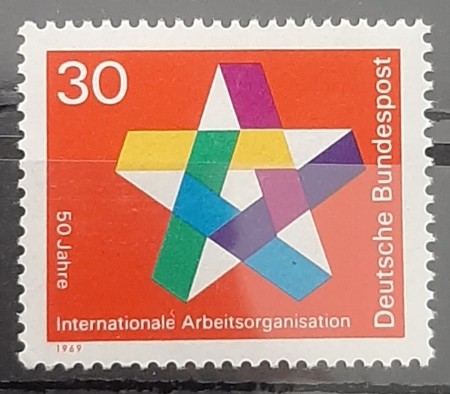 30
Deutsche Bundespost
50 Jahre
Internationale Arbeitsorganisation
1969